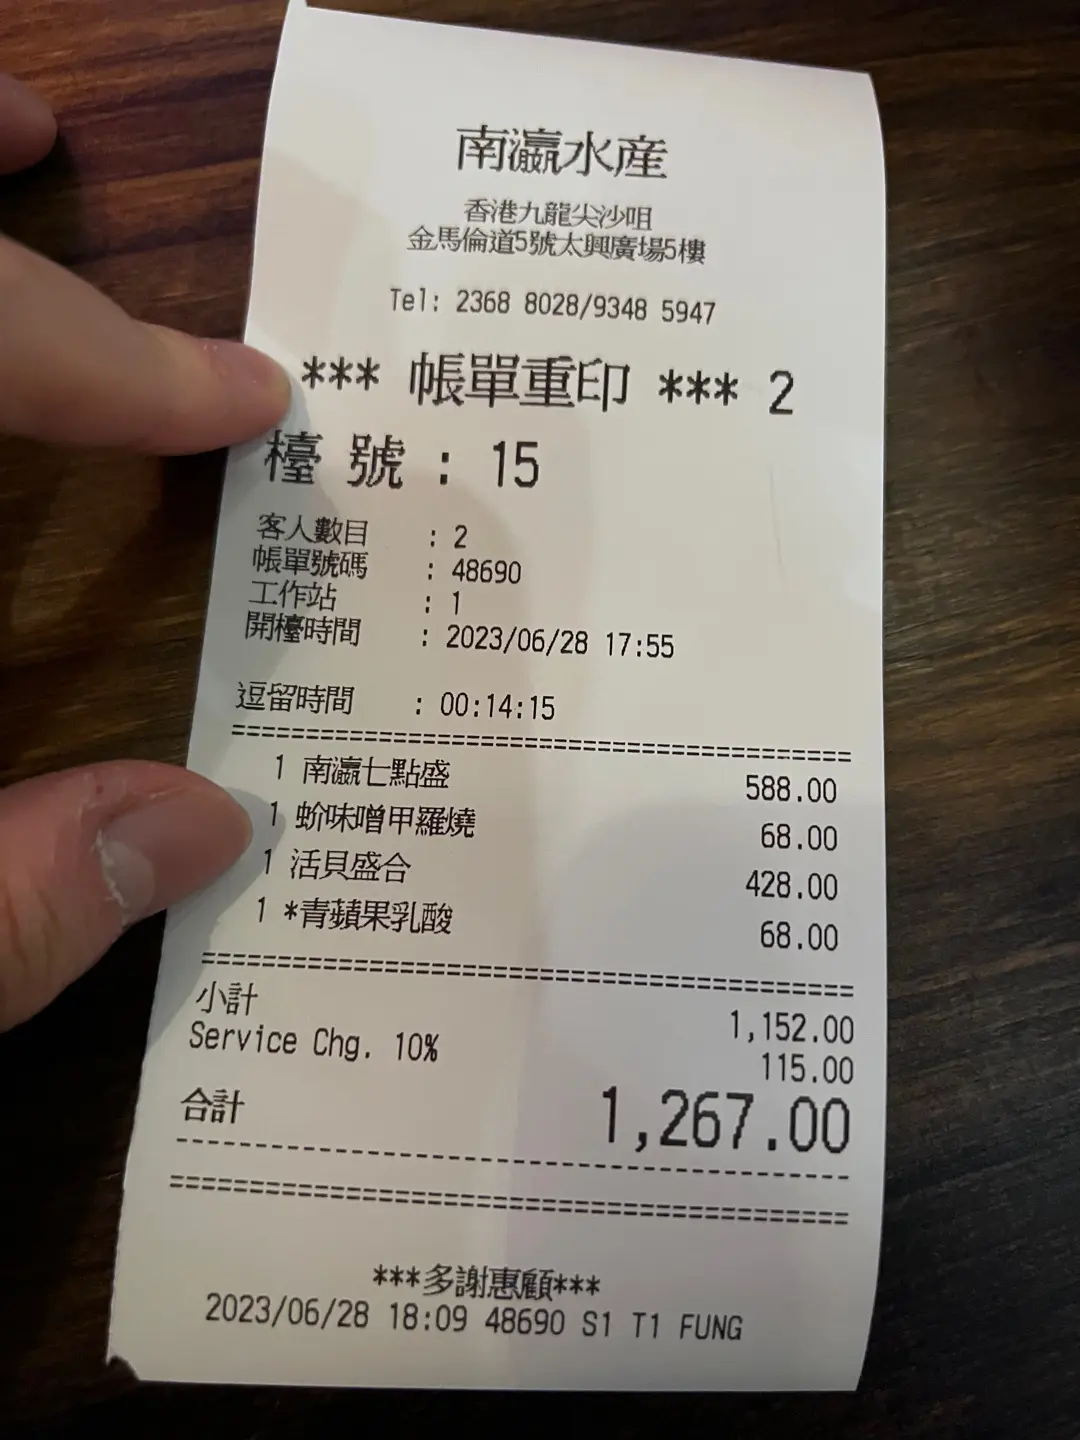 南瀛水産
香港九龍尖沙咀
金馬倫道5號太興廣場5樓
Tel: 2368 8028/9348 5947
*** 帳單重印 *** 2
檯 號 : 15
客人數目 : 2
帳單號碼 : 48690
工作站 : 1
開檯時間 : 2023/06/28 17:55
逗留時間 : 00:14:15
1 南瀛七點盛 588.00
1 蚧味噌甲羅燒 68.00
1 活貝盛合 428.00
1 *青蘋果乳酸 68.00
小計 1,152.00
Service Chg. 10% 115.00
合計 1,267.00
***多謝惠顧***
2023/06/28 18:09 48690 S1 T1 FUNG